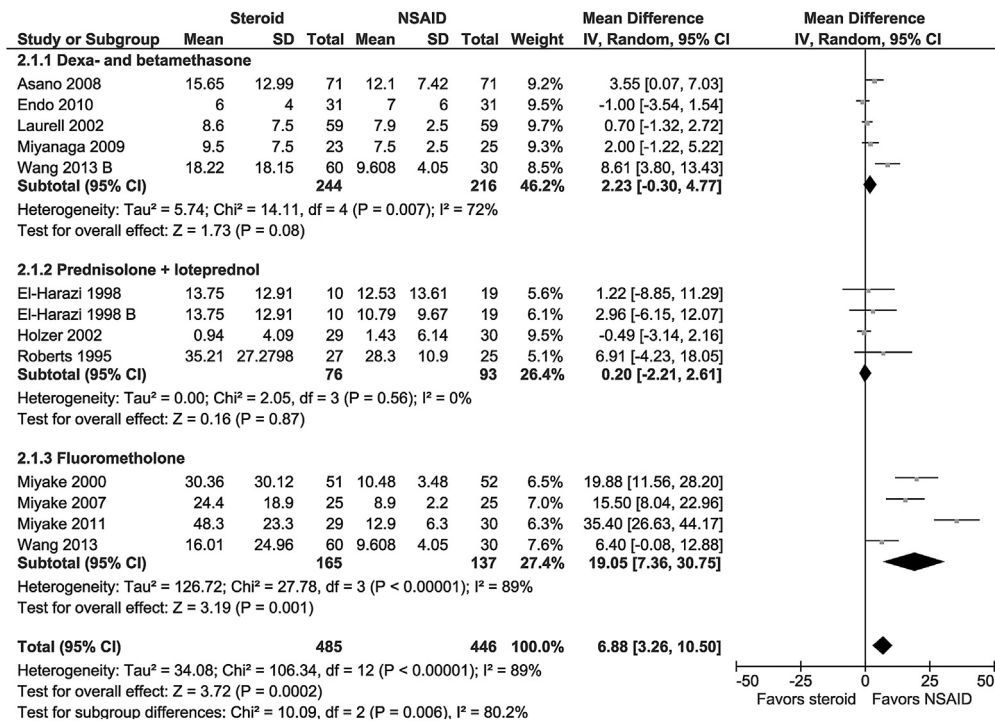 Steroid NSAID Mean Difference Mean Difference
Study or Subgroup Mean SD Total Mean SD Total Weight IV, Random, 95% CI IV, Random, 95% CI
2.1.1 Dexa- and betamethasone
Asano 2008 15.65 12.99 71 12.1 7.42 71 9.2% 3.55 [0.07, 7.03]
Endo 2010 6 4 31 7 6 31 9.5% -1.00 [-3.54, 1.54]
Laurell 2002 8.6 7.5 59 7.9 2.5 59 9.7% 0.70 [-1.32, 2.72]
Miyanaga 2009 9.5 7.5 23 7.5 2.5 25 9.3% 2.00 [-1.22, 5.22]
Wang 2013 B 18.22 18.15 60 9.608 4.05 30 8.5% 8.61 [3.80, 13.43]
Subtotal (95% CI) 244 216 46.2% 2.23 [-0.30, 4.77]
Heterogeneity: Tau² = 5.74; Chi² = 14.11, df = 4 (P = 0.007); I² = 72%
Test for overall effect: Z = 1.73 (P = 0.08)
2.1.2 Prednisolone + loteprednol
El-Harazi 1998 13.75 12.91 10 12.53 13.61 19 5.6% 1.22 [-8.85, 11.29]
El-Harazi 1998 B 13.75 12.91 10 10.79 9.67 19 6.1% 2.96 [-6.15, 12.07]
Holzer 2002 0.94 4.09 29 1.43 6.14 30 9.5% -0.49 [-3.14, 2.16]
Roberts 1995 35.21 27.2798 27 28.3 10.9 25 5.1% 6.91 [-4.23, 18.05]
Subtotal (95% CI) 76 93 26.4% 0.20 [-2.21, 2.61]
Heterogeneity: Tau² = 0.00; Chi² = 2.05, df = 3 (P = 0.56); I² = 0%
Test for overall effect: Z = 0.16 (P = 0.87)
2.1.3 Fluorometholone
Miyake 2000 30.36 30.12 51 10.48 3.48 52 6.5% 19.88 [11.56, 28.20]
Miyake 2007 24.4 18.9 25 8.9 2.2 25 7.0% 15.50 [8.04, 22.96]
Miyake 2011 48.3 23.3 29 12.9 6.3 30 6.3% 35.40 [26.63, 44.17]
Wang 2013 16.01 24.96 60 9.608 4.05 30 7.6% 6.40 [-0.08, 12.88]
Subtotal (95% CI) 165 137 27.4% 19.05 [7.36, 30.75]
Heterogeneity: Tau² = 126.72; Chi² = 27.78, df = 3 (P < 0.00001); I² = 89%
Test for overall effect: Z = 3.19 (P = 0.001)
Total (95% CI) 485 446 100.0% 6.88 [3.26, 10.50]
Heterogeneity: Tau² = 34.08; Chi² = 106.34, df = 12 (P < 0.00001); I² = 89%
Test for overall effect: Z = 3.72 (P = 0.0002)
Test for subgroup differences: Chi² = 10.09, df = 2 (P = 0.006), I² = 80.2%
-50 -25 0 25 50
Favors steroid Favors NSAID